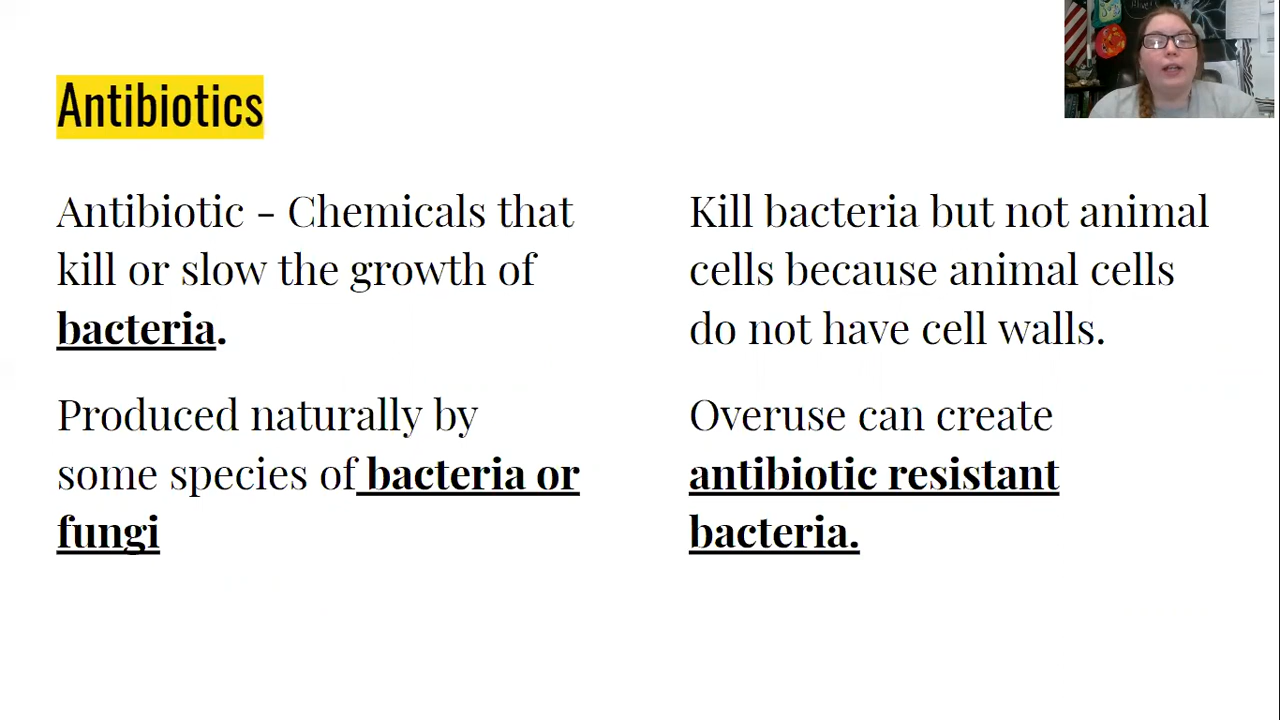 Antibiotics
Antibiotic - Chemicals that
kill or slow the growth of
bacteria.
Produced naturally by
some species of bacteria or
fungi
Kill bacteria but not animal
cells because animal cells
do not have cell walls.
Overuse can create
antibiotic resistant
bacteria.